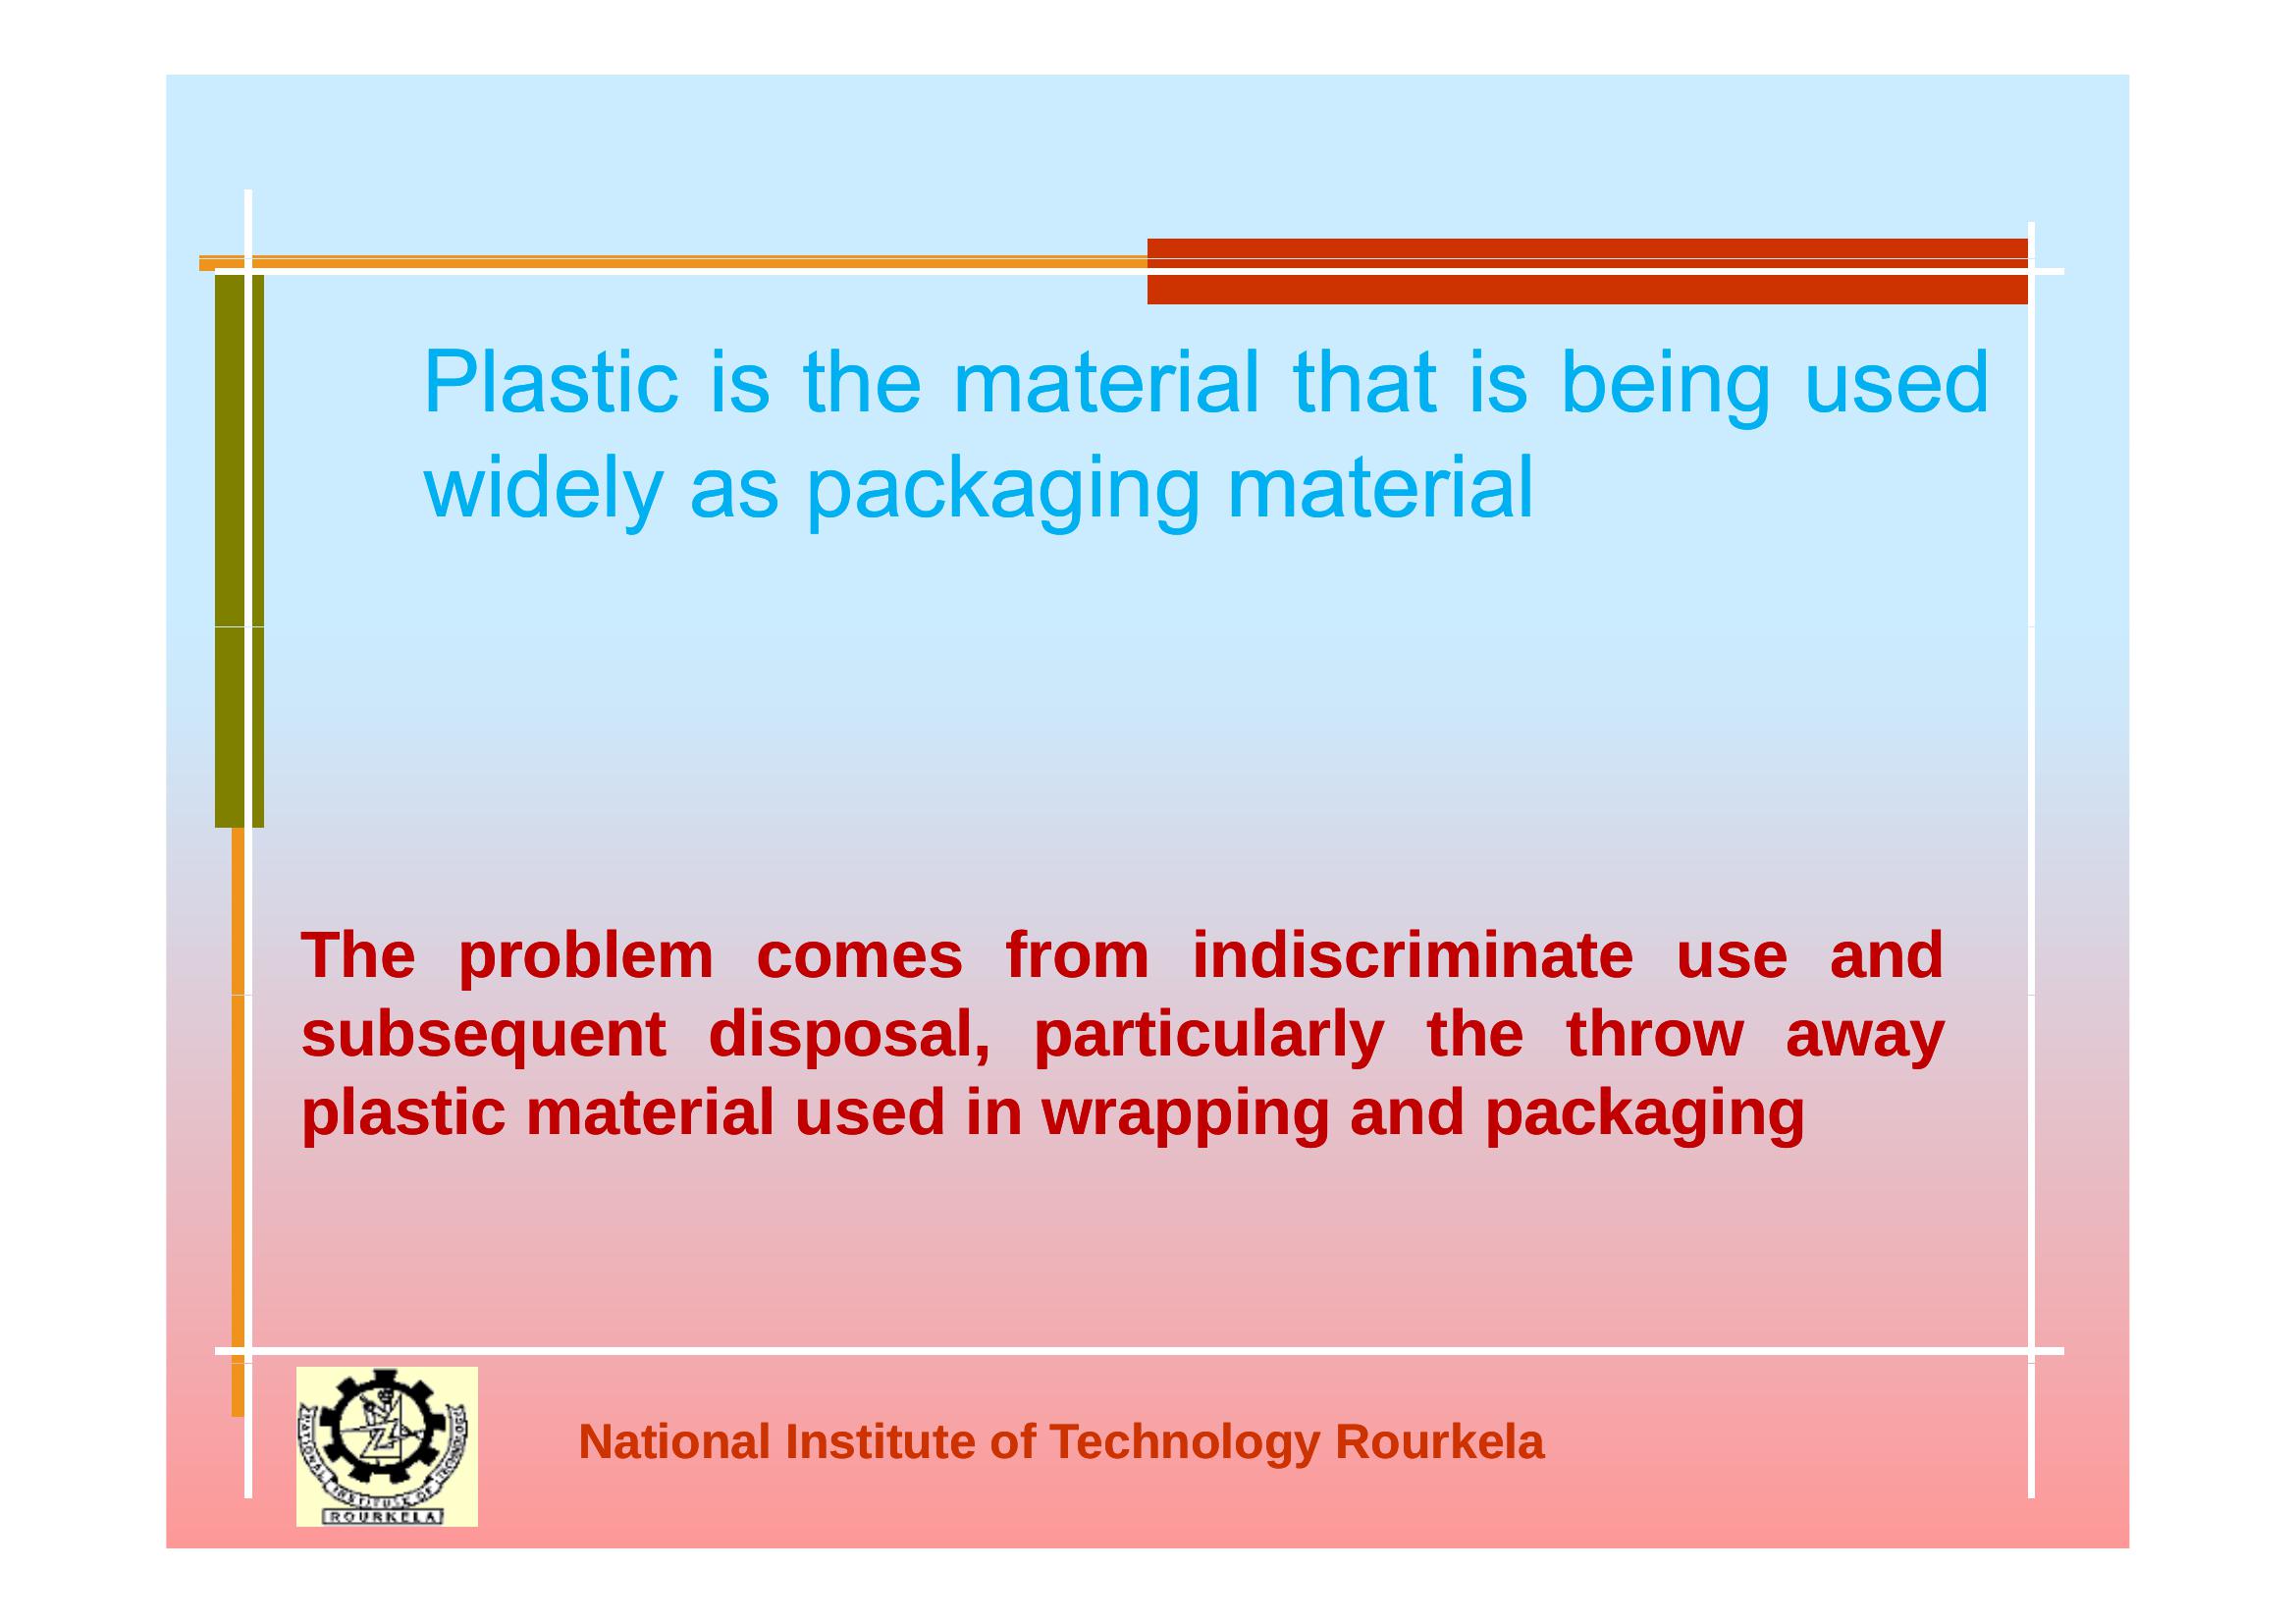 Plastic is the material that is being used
widely as packaging material
The problem comes from indiscriminate use and
subsequent disposal, particularly the throw away
plastic material used in wrapping and packaging
NATIONAL INSTITUTE OF TECHNOLOGY
ROURKELA
National Institute of Technology Rourkela